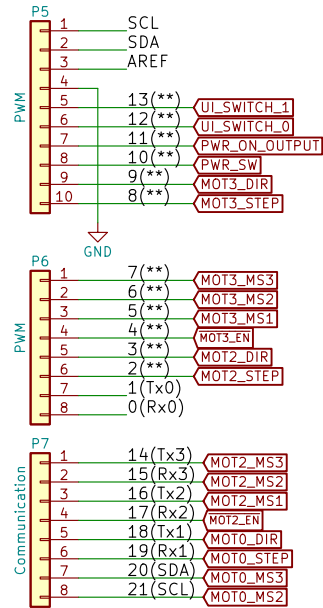 P5
PWM
1 SCL
2 SDA
3 AREF
4
5 13(**) UI_SWITCH_1
6 12(**) UI_SWITCH_0
7 11(**) PWR_ON_OUTPUT
8 10(**) PWR_SW
9 9(**) MOT3_DIR
10 8(**) MOT3_STEP
GND
P6
PWM
1 7(**) MOT3_MS3
2 6(**) MOT3_MS2
3 5(**) MOT3_MS1
4 4(**) MOT3_EN
5 3(**) MOT2_DIR
6 2(**) MOT2_STEP
7 1(Tx0)
8 0(Rx0)
P7
Communication
1 14(Tx3) MOT2_MS3
2 15(Rx3) MOT2_MS2
3 16(Tx2) MOT2_MS1
4 17(Rx2) MOT2_EN
5 18(Tx1) MOT0_DIR
6 19(Rx1) MOT0_STEP
7 20(SDA) MOT0_MS3
8 21(SCL) MOT0_MS2